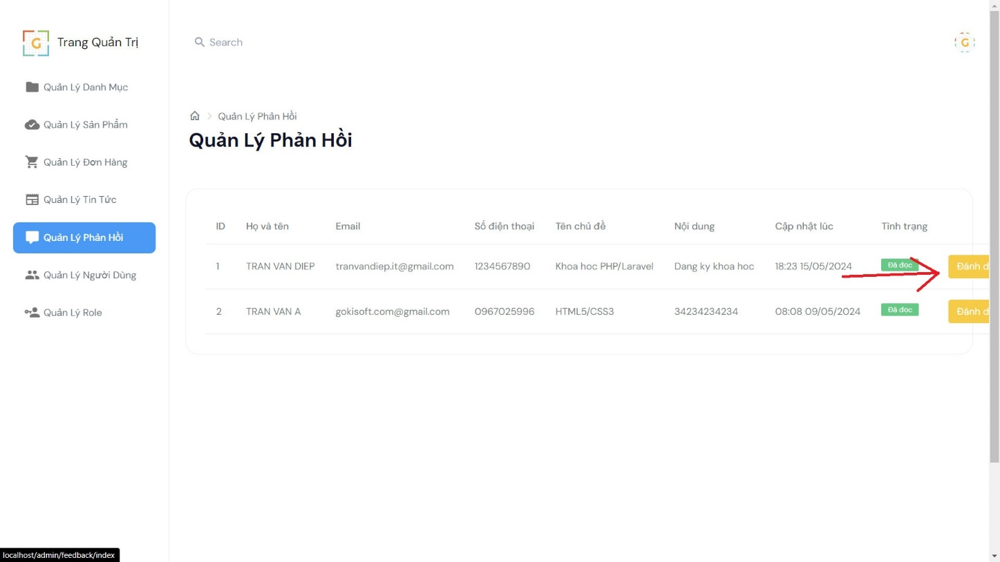 G
Trang Quản Trị
Search
G
Quản Lý Danh Mục
Quản Lý Sản Phẩm
Quản Lý Đơn Hàng
Quản Lý Tin Tức
Quản Lý Phản Hồi
Quản Lý Người Dùng
Quản Lý Role
Quản Lý Phản Hồi
Quản Lý Phản Hồi
ID Họ và tên Email Số điện thoại Tên chủ đề Nội dung Cập nhật lúc Tình trạng
1 TRAN VAN DIEP tranvandiep.it@gmail.com 1234567890 Khoa hoc PHP/Laravel Dang ky khoa hoc 18:23 15/05/2024 Đã đọc Đánh d
2 TRAN VAN A gokisoft.com@gmail.com 0967025996 HTML5/CSS3 34234234234 08:08 09/05/2024 Đã đọc Đánh d
localhost/admin/feedback/index